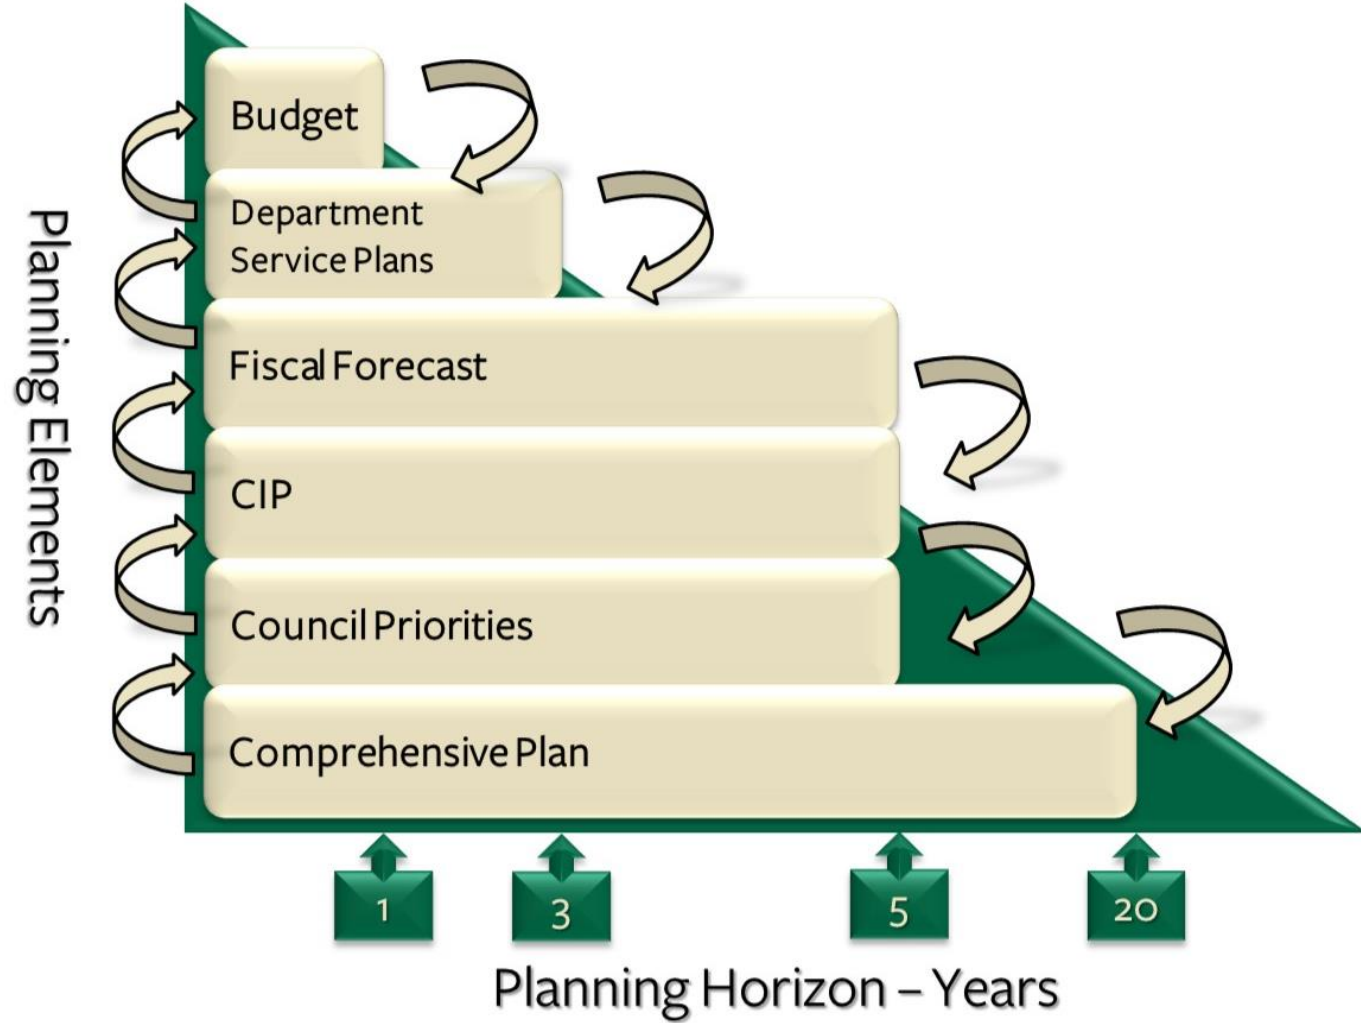 Budget
Department
Service Plans
Fiscal Forecast
CIP
Council Priorities
Comprehensive Plan
Planning Elements
1
3
5
20
Planning Horizon – Years